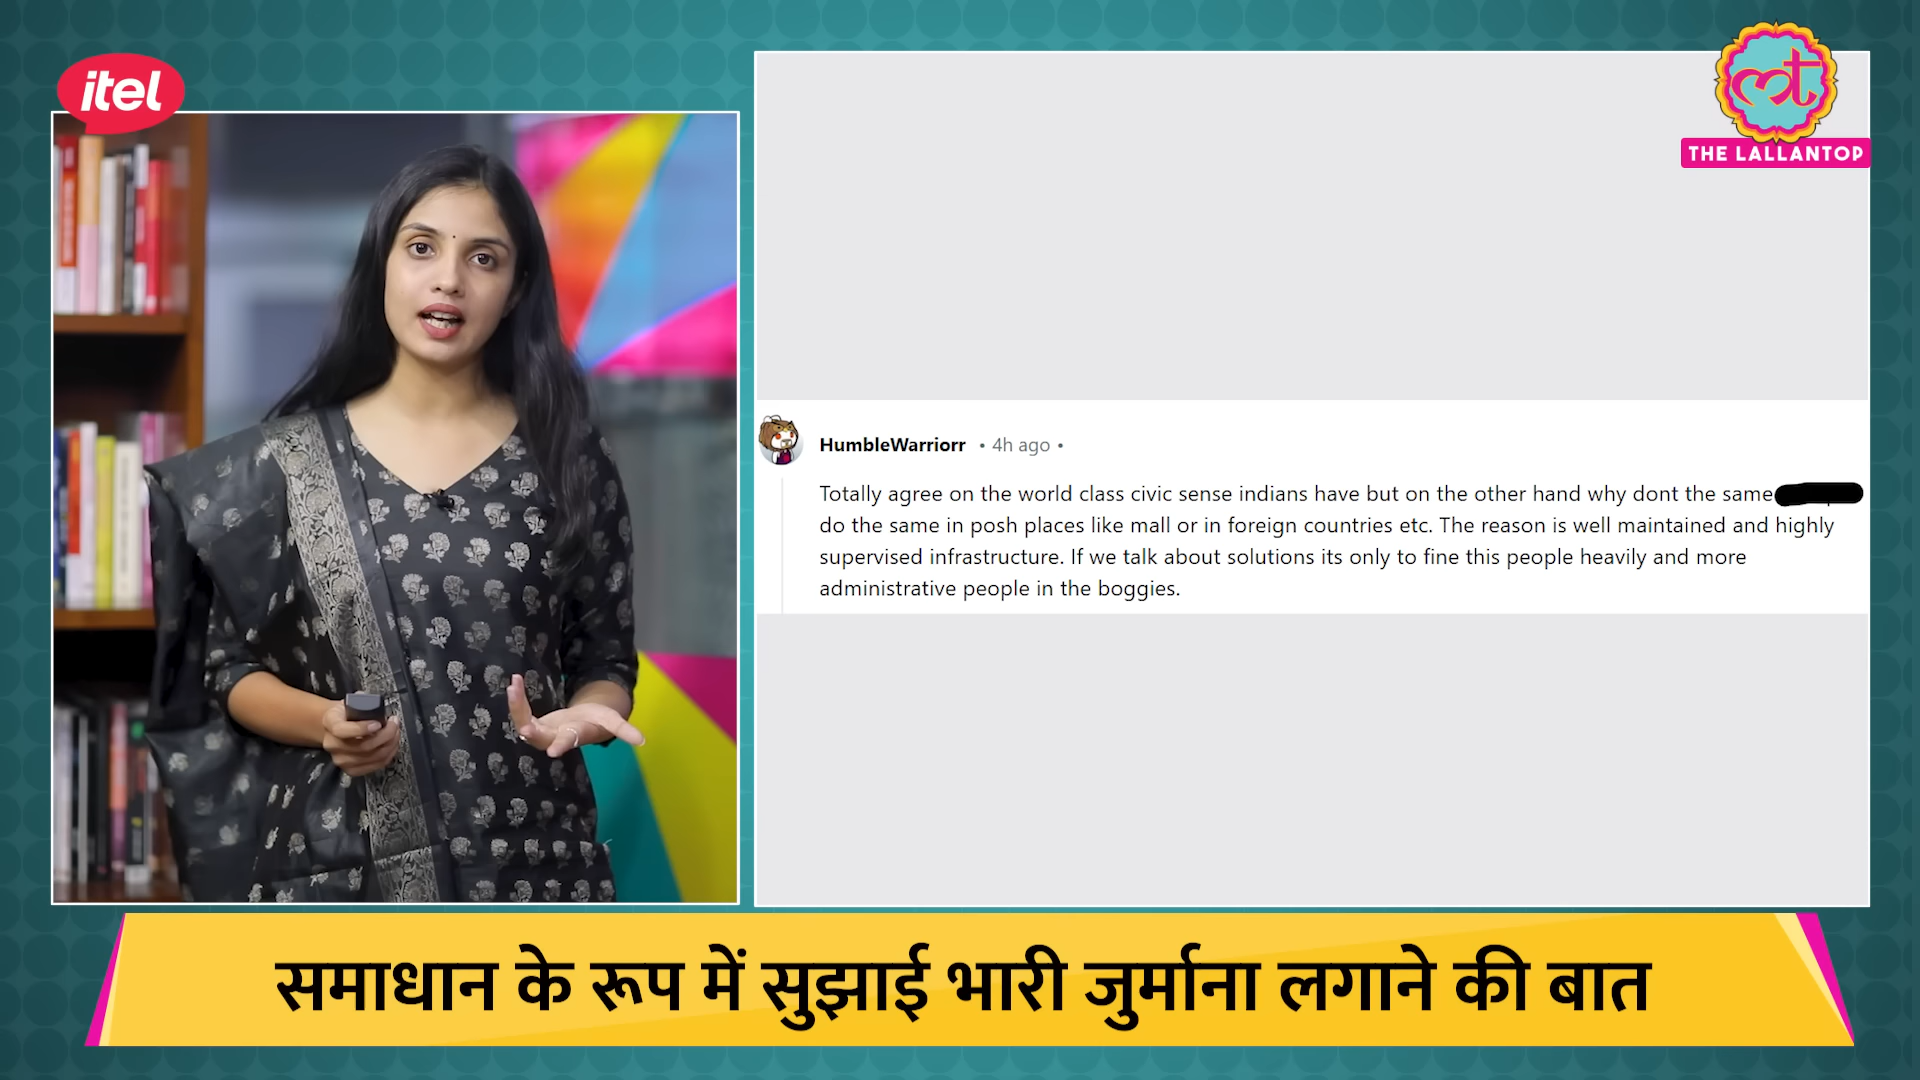 itel
THE LALLANTOP
HumbleWarriorr • 4h ago •
Totally agree on the world class civic sense indians have but on the other hand why dont the same
do the same in posh places like mall or in foreign countries etc. The reason is well maintained and highly
supervised infrastructure. If we talk about solutions its only to fine this people heavily and more
administrative people in the boggies.
समाधान के रूप में सुझाई भारी जुर्माना लगाने की बात